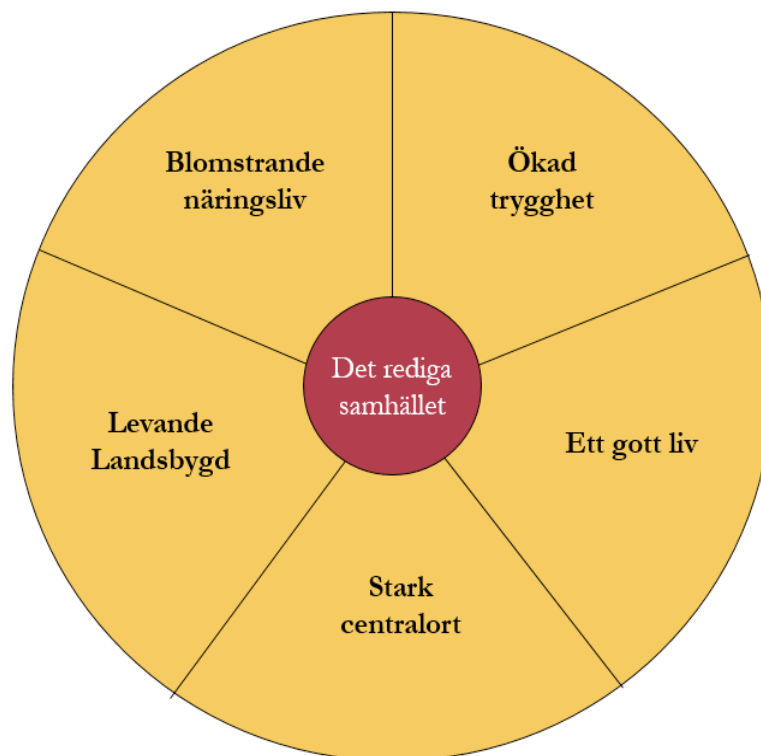 Blomstrande
näringsliv
Ökad
trygghet
Det rediga
samhället
Levande
Landsbygd
Ett gott liv
Stark
centralort